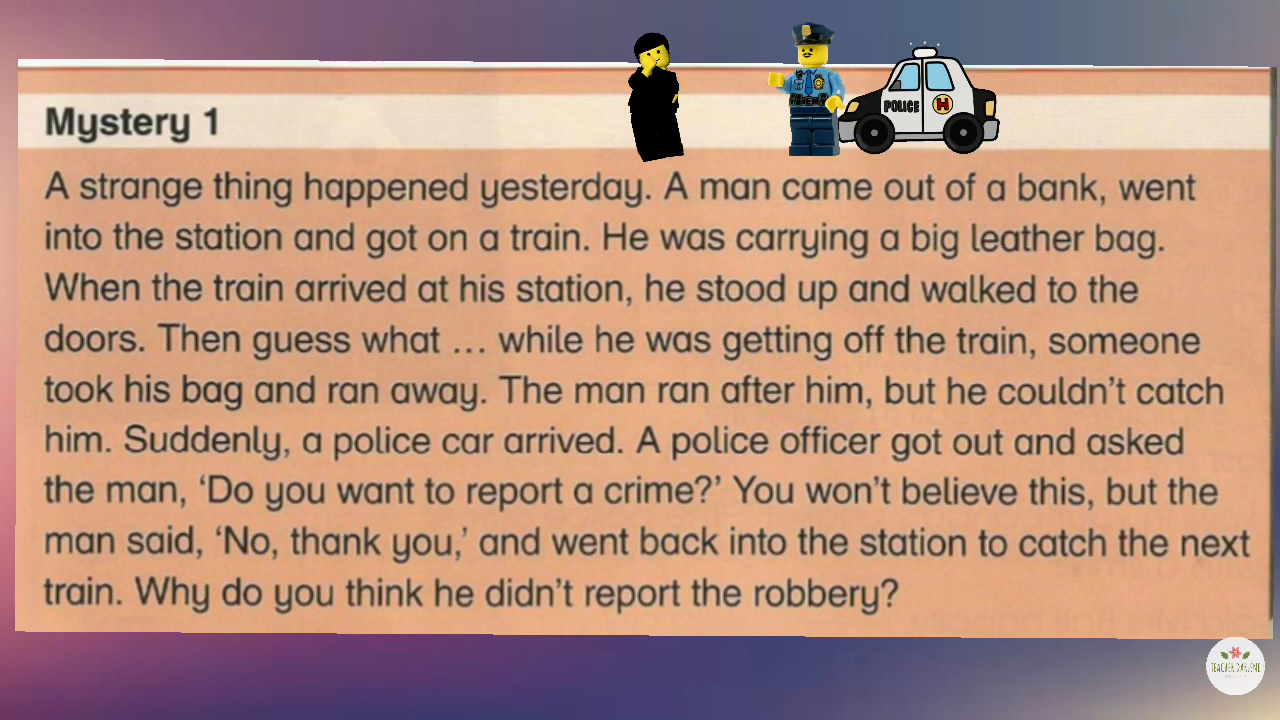 Mystery 1
POLICE H
A strange thing happened yesterday. A man came out of a bank, went
into the station and got on a train. He was carrying a big leather bag.
When the train arrived at his station, he stood up and walked to the
doors. Then guess what … while he was getting off the train, someone
took his bag and ran away. The man ran after him, but he couldn’t catch
him. Suddenly, a police car arrived. A police officer got out and asked
the man, ‘Do you want to report a crime?’ You won’t believe this, but the
man said, ‘No, thank you,’ and went back into the station to catch the next
train. Why do you think he didn’t report the robbery?
TEACHER DARLENE